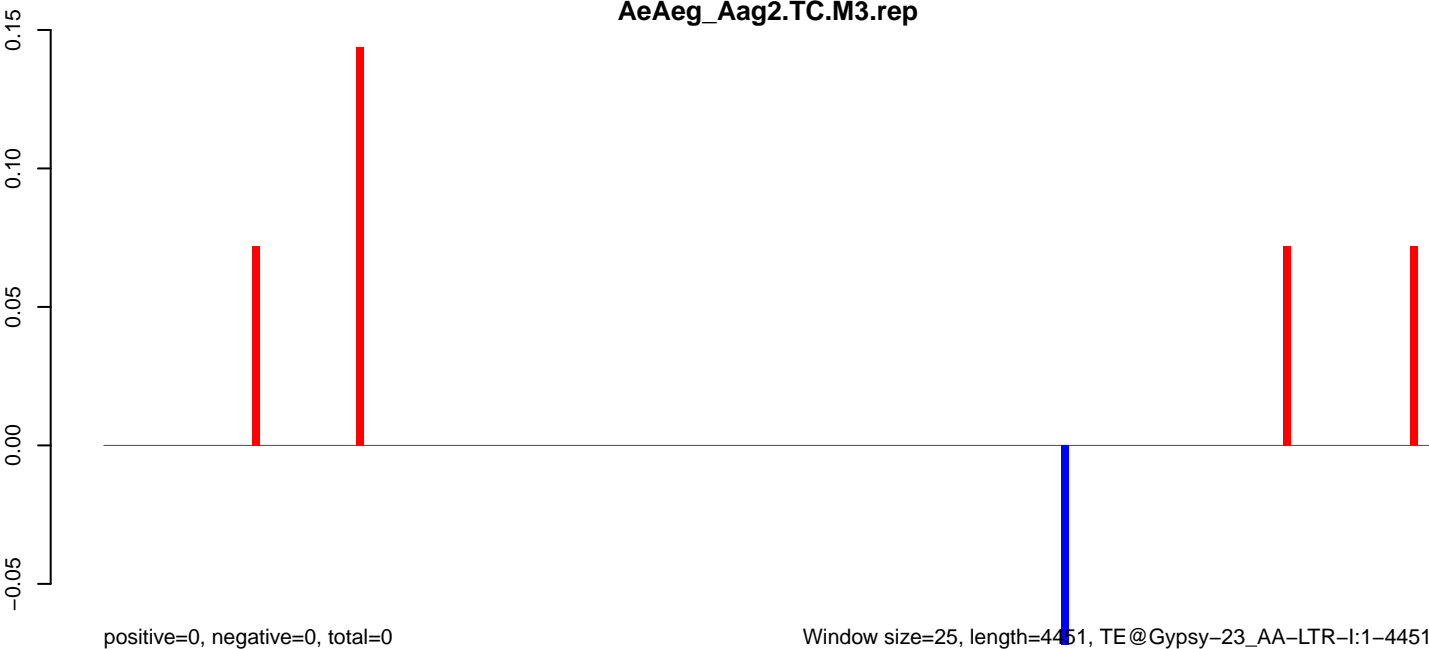 AeAeg_Aag2.TC.M3.rep
0.15
0.10
0.05
0.00
−0.05
positive=0, negative=0, total=0
Window size=25, length=4451, TE@Gypsy−23_AA−LTR−I:1−4451